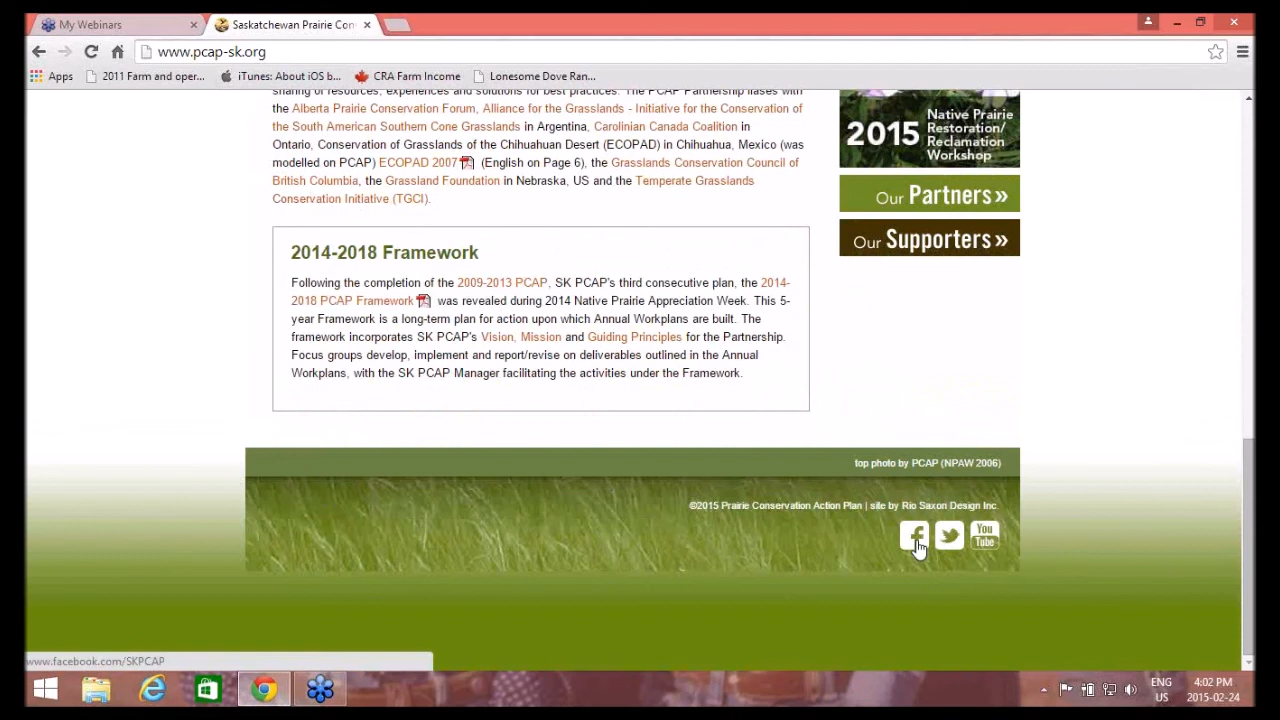 My Webinars
Saskatchewan Prairie Con
www.pcap-sk.org
Apps
2011 Farm and oper...
iTunes: About iOS b...
CRA Farm Income
Lonesome Dove Ran...
sharing of resources, experiences and solutions for best practices. The PCAP Partnership liases with
the Alberta Prairie Conservation Forum, Alliance for the Grasslands - Initiative for the Conservation of
the South American Southern Cone Grasslands in Argentina, Carolinian Canada Coalition in
Ontario, Conservation of Grasslands of the Chihuahuan Desert (ECOPAD) in Chihuahua, Mexico (was
modelled on PCAP) ECOPAD 2007 (English on Page 6), the Grasslands Conservation Council of
British Columbia, the Grassland Foundation in Nebraska, US and the Temperate Grasslands
Conservation Initiative (TGCI).
2014-2018 Framework
Following the completion of the 2009-2013 PCAP, SK PCAP's third consecutive plan, the 2014-
2018 PCAP Framework was revealed during 2014 Native Prairie Appreciation Week. This 5-
year Framework is a long-term plan for action upon which Annual Workplans are built. The
framework incorporates SK PCAP's Vision, Mission and Guiding Principles for the Partnership.
Focus groups develop, implement and report/revise on deliverables outlined in the Annual
Workplans, with the SK PCAP Manager facilitating the activities under the Framework.
2015
Native Prairie
Restoration/
Reclamation
Workshop
Our Partners»
Our Supporters»
top photo by PCAP (NPAW 2006)
©2015 Prairie Conservation Action Plan | site by Rio Saxon Design Inc.
You
Tube
www.facebook.com/SKPCAP
ENG
US
4:02 PM
2015-02-24